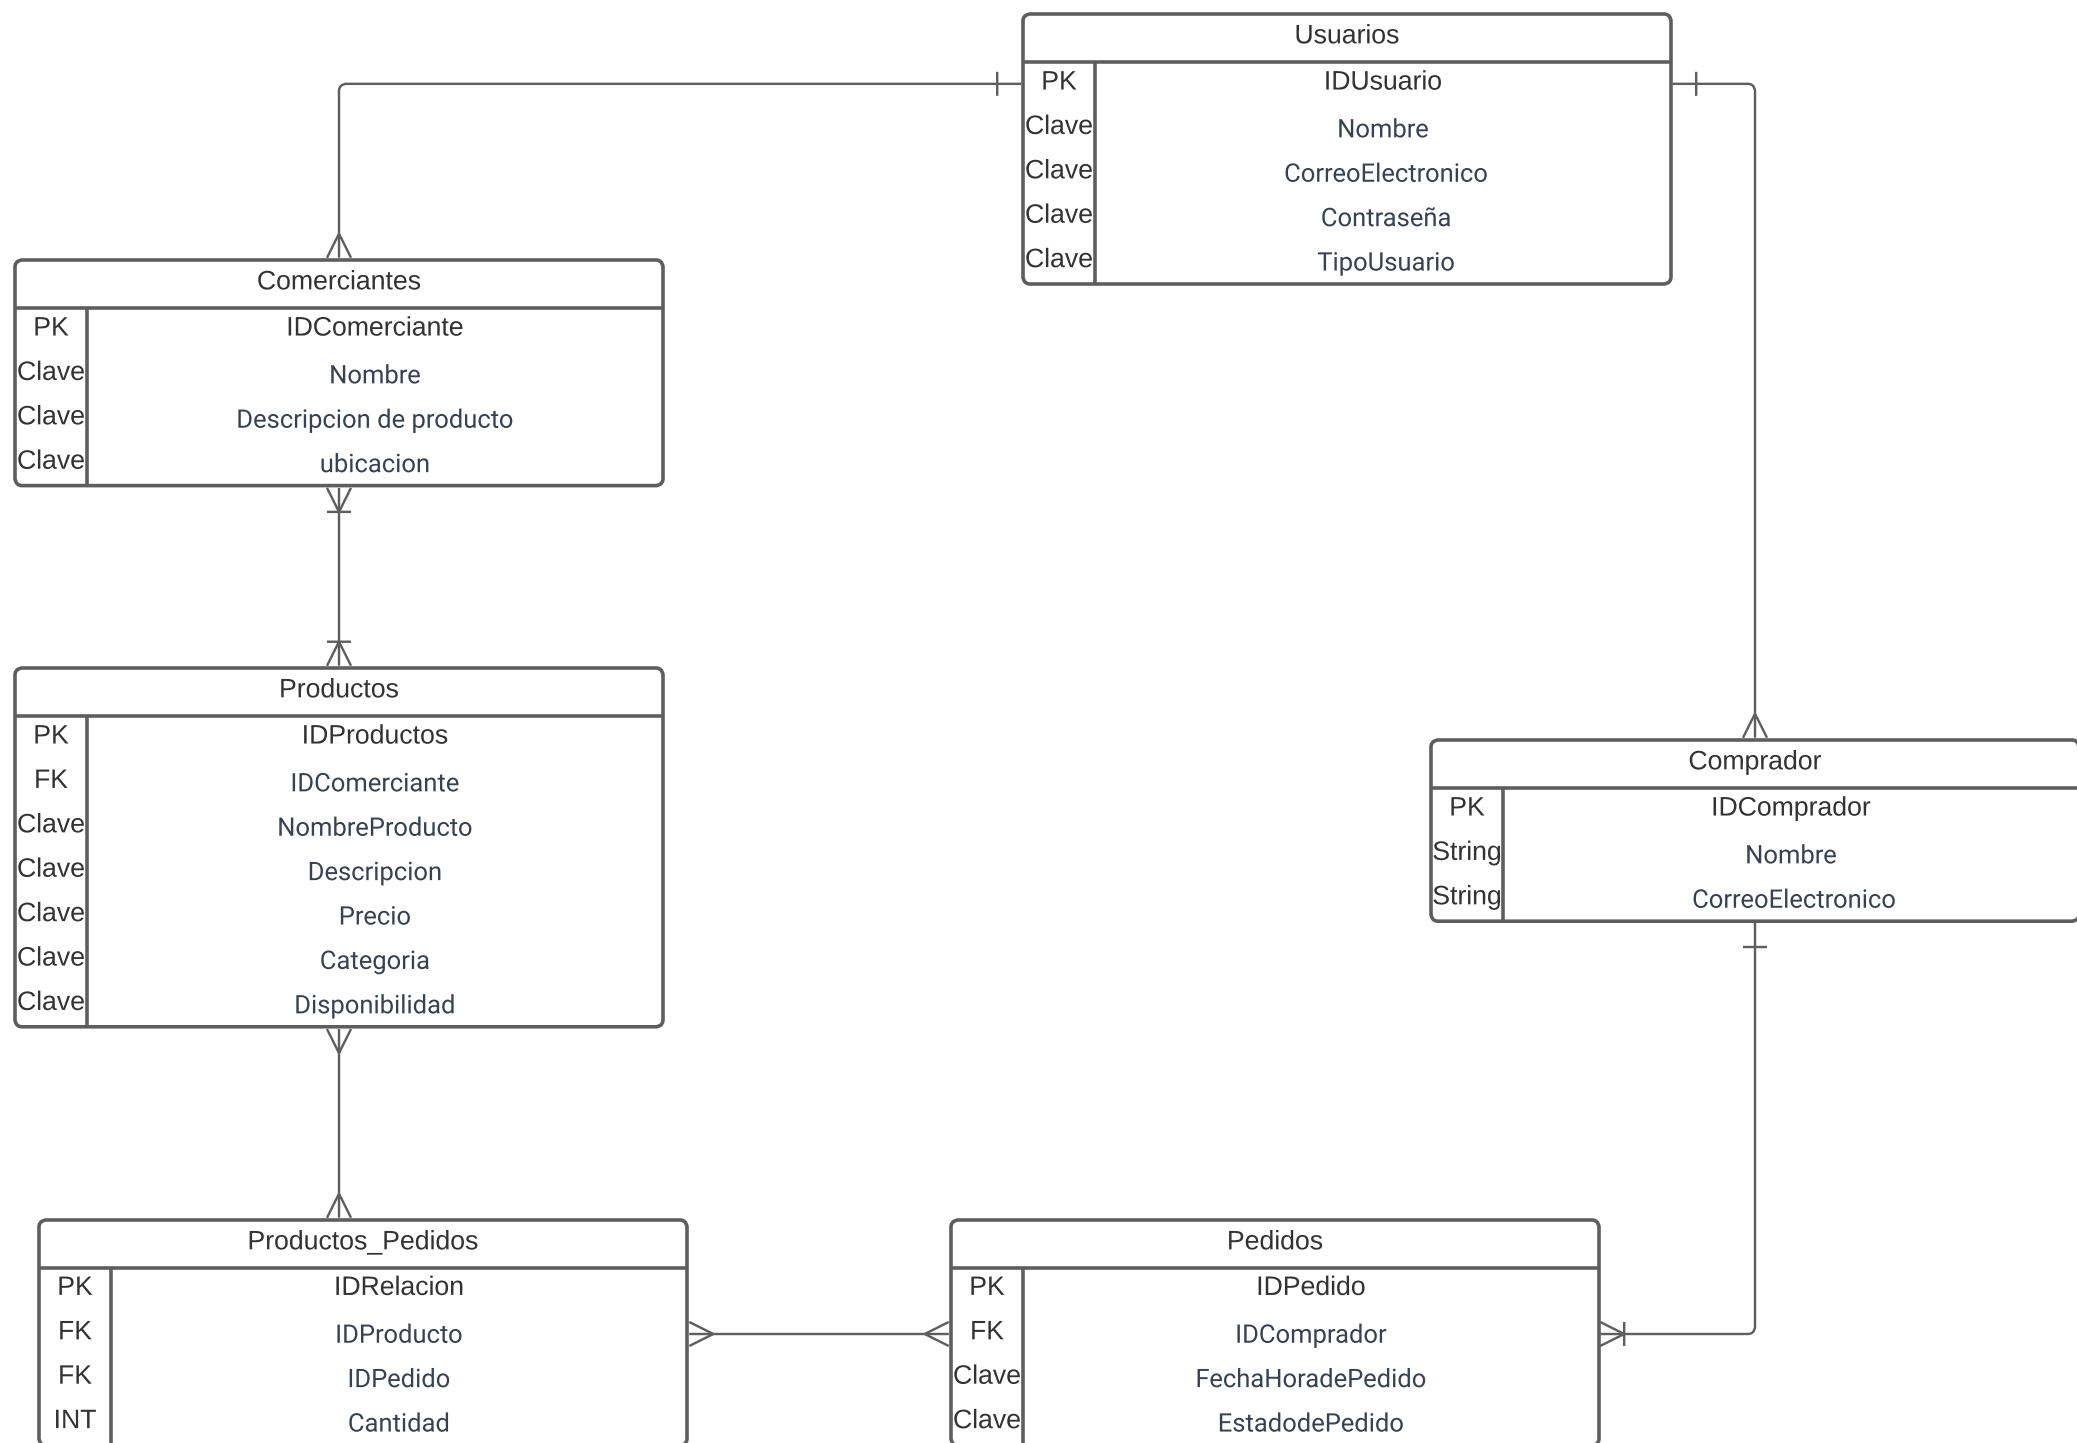 Usuarios
PK IDUsuario
Clave Nombre
Clave CorreoElectronico
Clave Contraseña
Clave TipoUsuario
Comerciantes
PK IDComerciante
Clave Nombre
Clave Descripcion de producto
Clave ubicacion
Productos
PK IDProductos
FK IDComerciante
Clave NombreProducto
Clave Descripcion
Clave Precio
Clave Categoria
Clave Disponibilidad
Comprador
PK IDComprador
String Nombre
String CorreoElectronico
Productos_Pedidos
PK IDRelacion
FK IDProducto
FK IDPedido
INT Cantidad
Pedidos
PK IDPedido
FK IDComprador
Clave FechaHoradePedido
Clave EstadodePedido